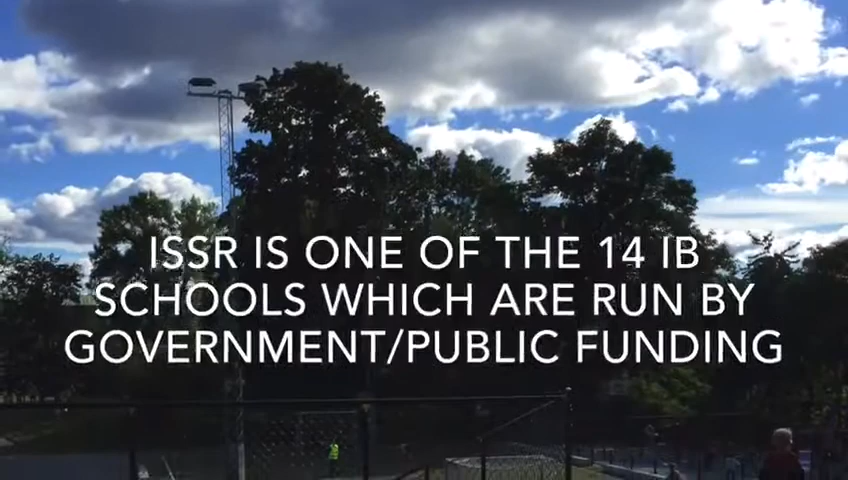 ISSR IS ONE OF THE 14 IB
SCHOOLS WHICH ARE RUN BY
GOVERNMENT/PUBLIC FUNDING